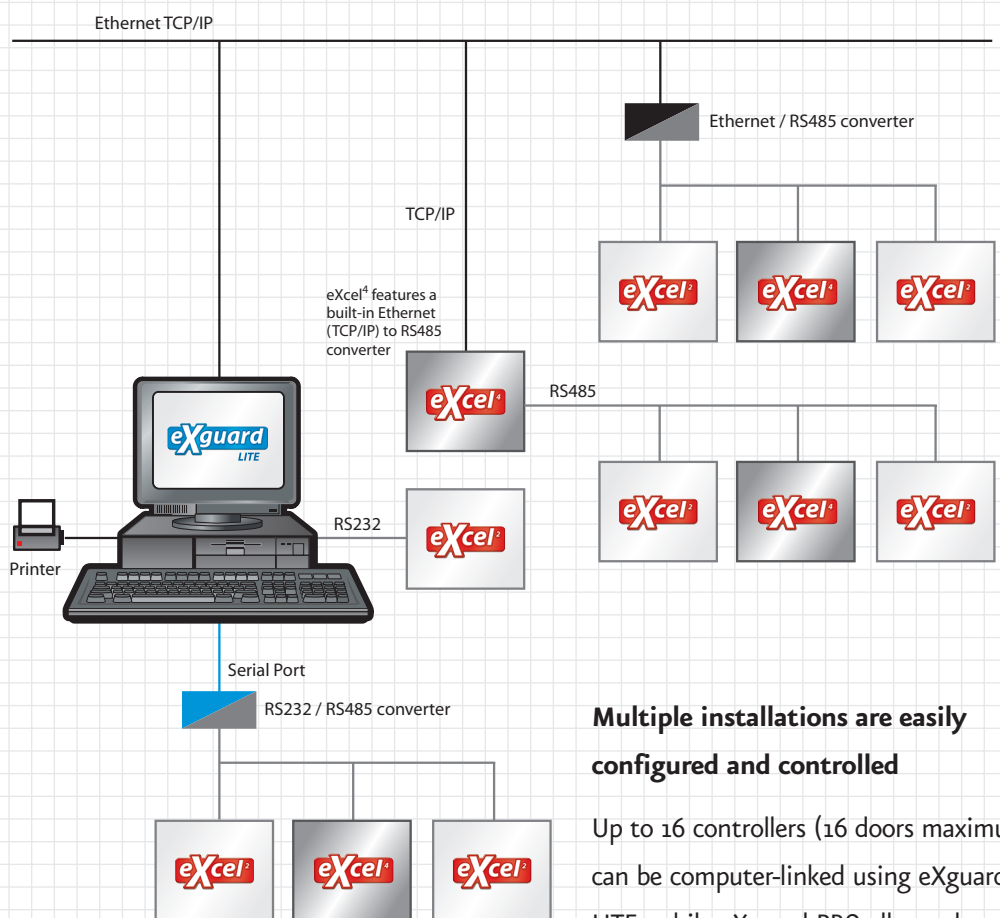 Ethernet TCP/IP
Ethernet / RS485 converter
TCP/IP
eXcel²
eXcel⁴
eXcel²
eXcel⁴ features a
built-in Ethernet
(TCP/IP) to RS485
converter
eXcel⁴
RS485
eXguard
LITE
eXcel²
eXcel⁴
eXcel²
RS232
eXcel²
Printer
Serial Port
RS232 / RS485 converter
eXcel²
eXcel⁴
eXcel²
Multiple installations are easily
configured and controlled
Up to 16 controllers (16 doors
can be computer-linked using